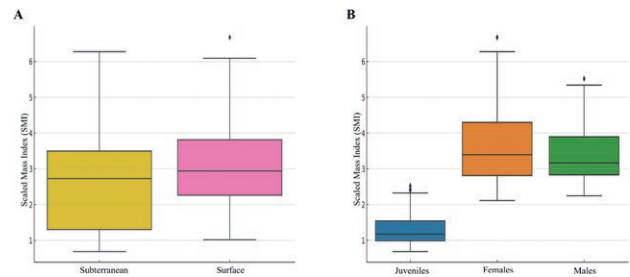 A
Scaled Mass Index (SMI)
6
5
4
3
2
1
Subterranean Surface
B
Scaled Mass Index (SMI)
6
5
4
3
2
1
Juveniles Females Males